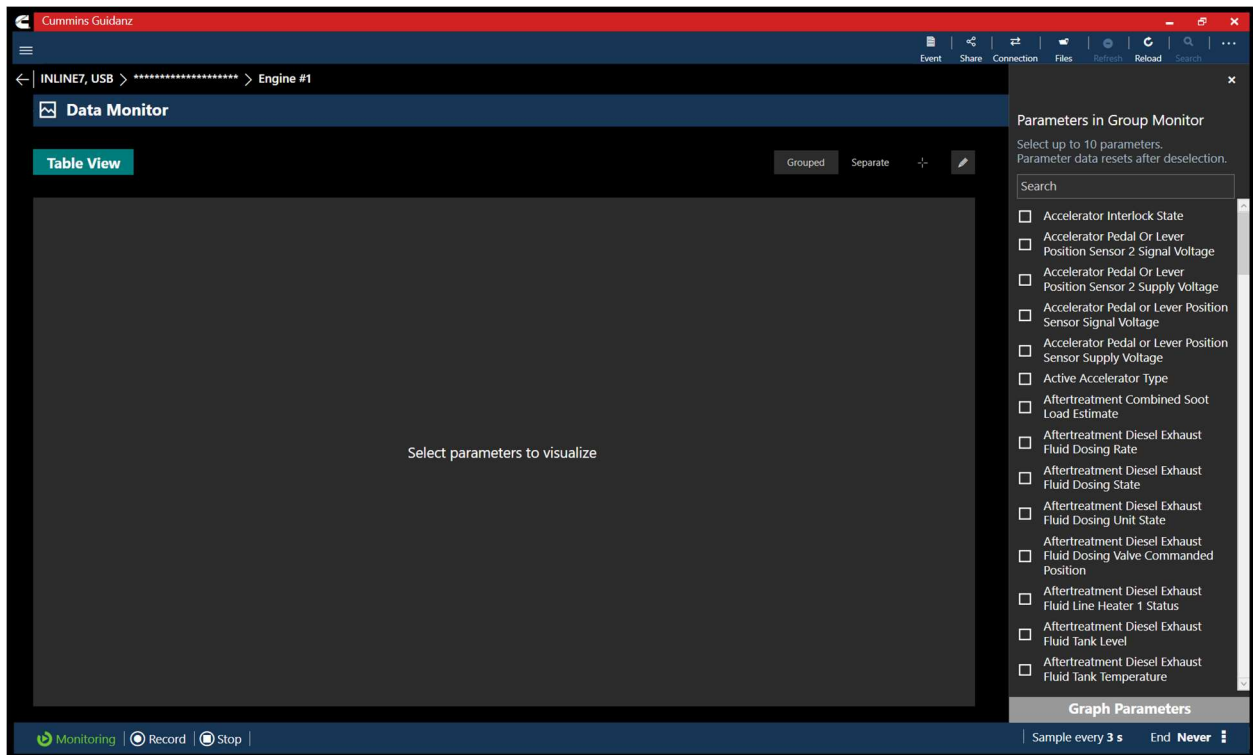 Cummins Guidanz
Event
Share
Connection
Files
Refresh
Reload
Search
INLINE7, USB > ******************** > Engine #1
Data Monitor
Table View
Grouped
Separate
Select parameters to visualize
Parameters in Group Monitor
Select up to 10 parameters.
Parameter data resets after deselection.
Search
Accelerator Interlock State
Accelerator Pedal Or Lever
Position Sensor 2 Signal Voltage
Accelerator Pedal Or Lever
Position Sensor 2 Supply Voltage
Accelerator Pedal or Lever Position
Sensor Signal Voltage
Accelerator Pedal or Lever Position
Sensor Supply Voltage
Active Accelerator Type
Aftertreatment Combined Soot
Load Estimate
Aftertreatment Diesel Exhaust
Fluid Dosing Rate
Aftertreatment Diesel Exhaust
Fluid Dosing State
Aftertreatment Diesel Exhaust
Fluid Dosing Unit State
Aftertreatment Diesel Exhaust
Fluid Dosing Valve Commanded
Position
Aftertreatment Diesel Exhaust
Fluid Line Heater 1 Status
Aftertreatment Diesel Exhaust
Fluid Tank Level
Aftertreatment Diesel Exhaust
Fluid Tank Temperature
Graph Parameters
Monitoring
Record
Stop
Sample every 3 s
End Never